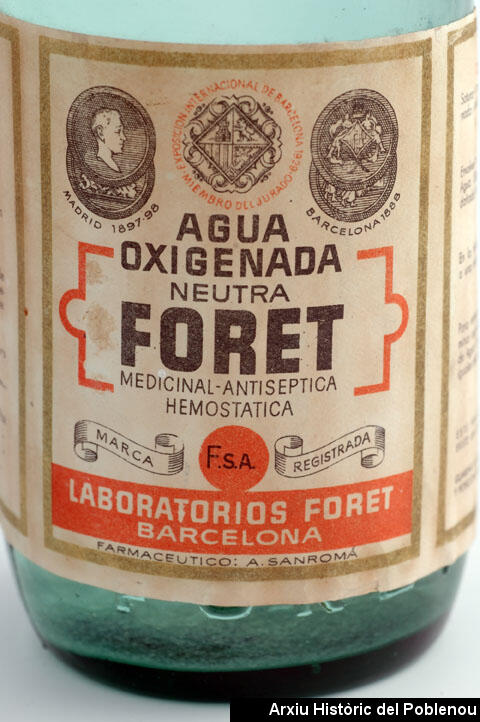 EXPOSICION INTERNACIONAL DE BARCELONA 1929
MIEMBRO DEL JURADO
MADRID 1897-98
BARCELONA 1888
AGUA
OXIGENADA
NEUTRA
FORET
MEDICINAL-ANTISEPTICA
HEMOSTATICA
MARCA
F.S.A.
REGISTRADA
LABORATORIOS FORET
BARCELONA
FARMACEUTICO: A. SANROMÁ
Arxiu Històric del Poblenou